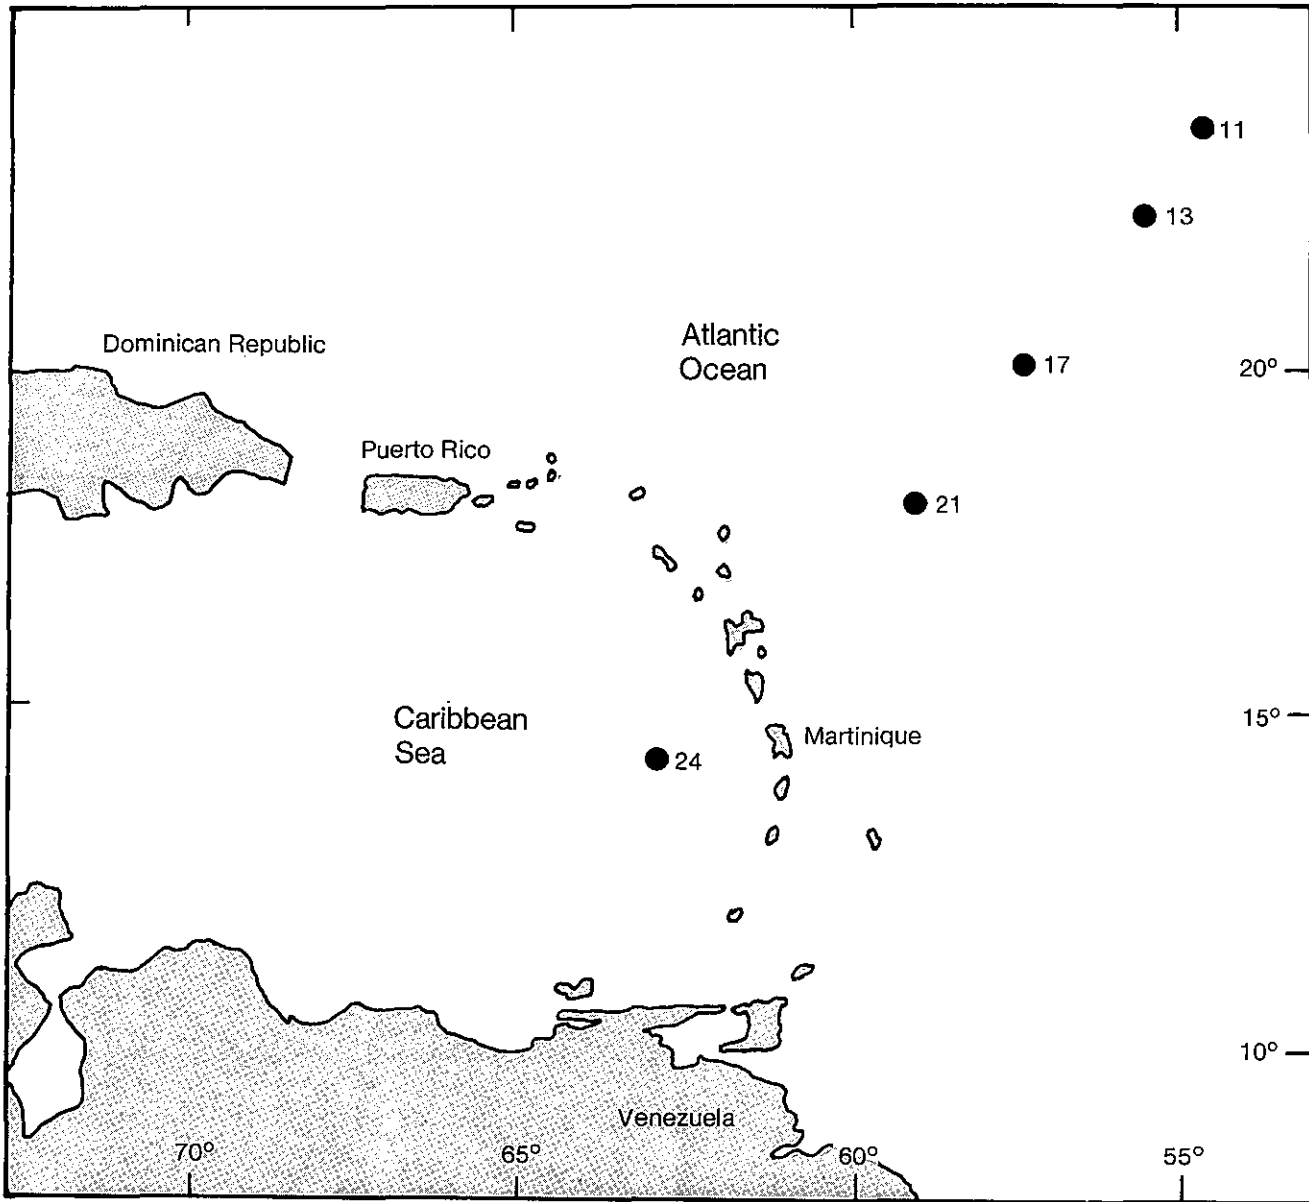 11
13
Atlantic
Ocean
Dominican Republic
17
20°
Puerto Rico
21
Caribbean
Sea
15°
Martinique
24
10°
Venezuela
70°
65°
60°
55°